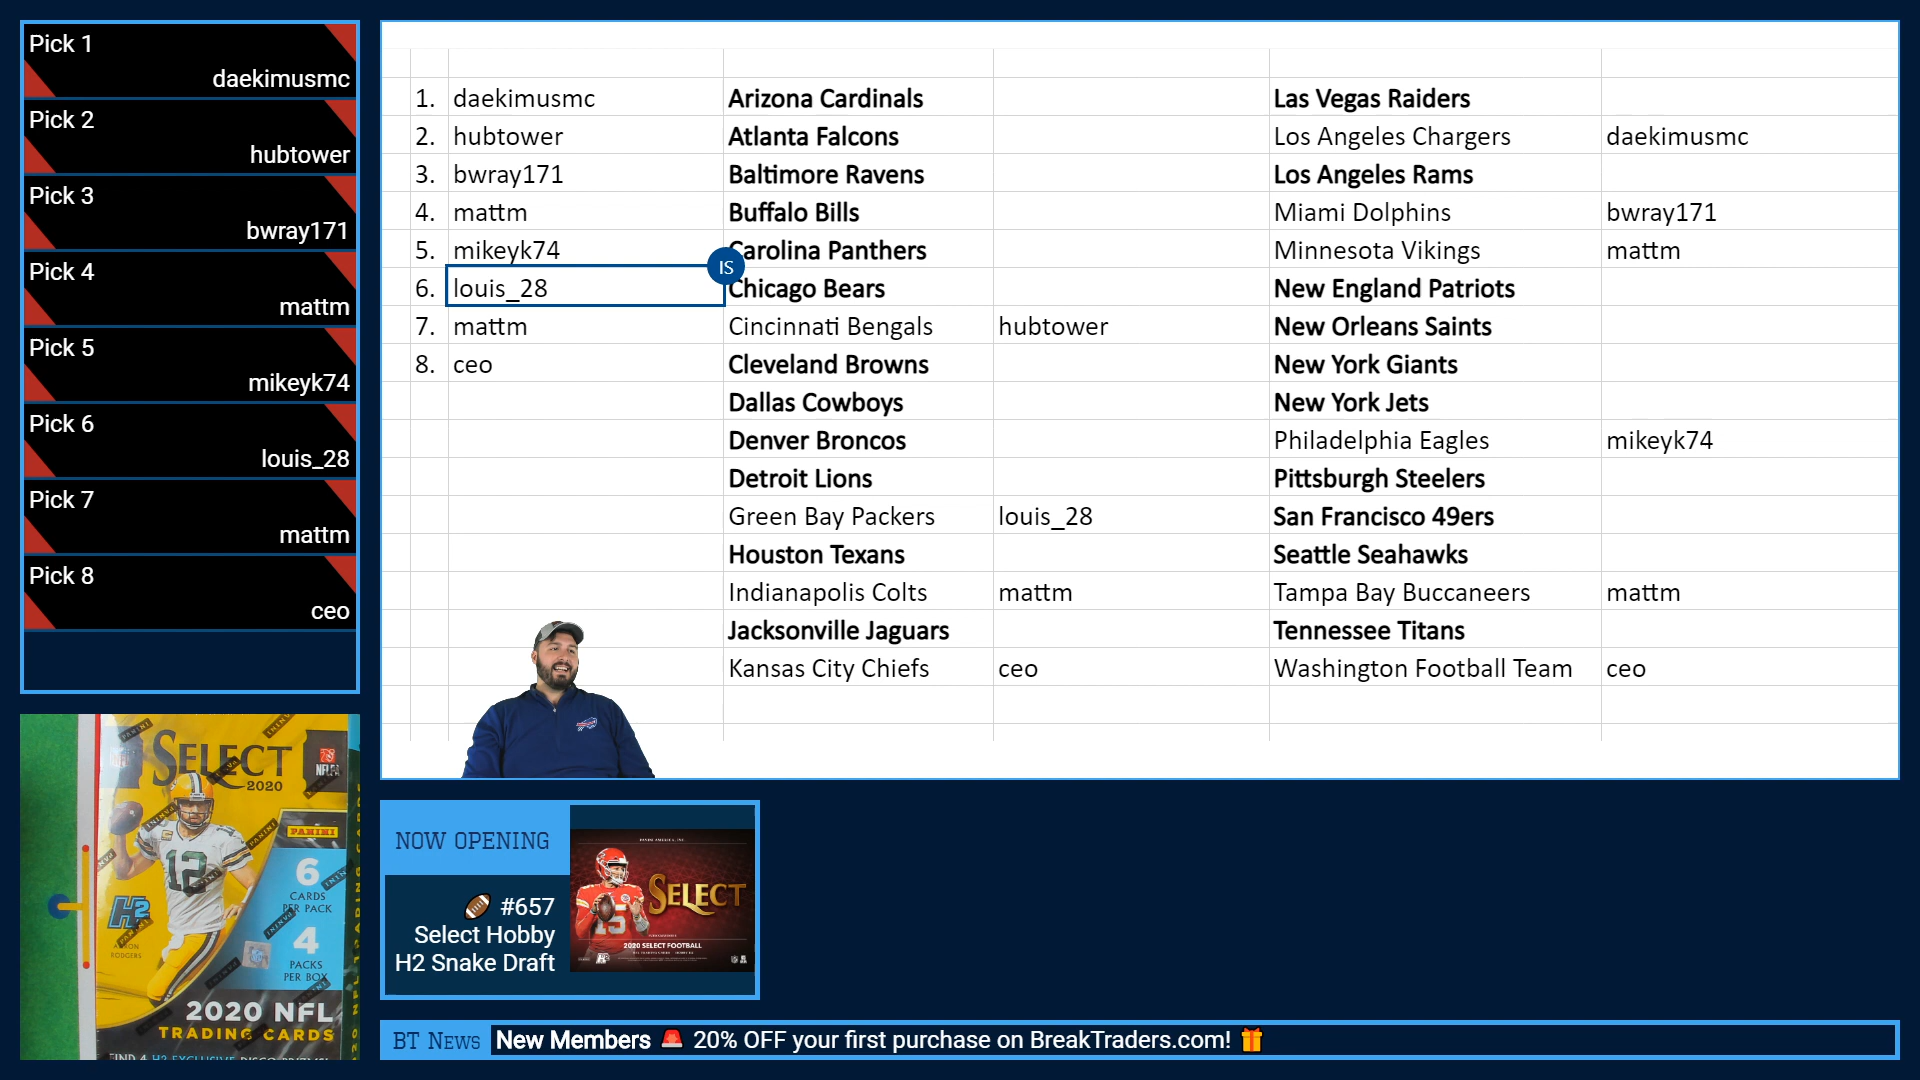 Pick 1
daekimusmc
Pick 2
hubtower
Pick 3
bwray171
Pick 4
mattm
Pick 5
mikeyk74
Pick 6
louis_28
Pick 7
mattm
Pick 8
ceo
1. daekimusmc Arizona Cardinals Las Vegas Raiders
2. hubtower Atlanta Falcons Los Angeles Chargers daekimusmc
3. bwray171 Baltimore Ravens Los Angeles Rams
4. mattm Buffalo Bills Miami Dolphins bwray171
5. mikeyk74 Carolina Panthers Minnesota Vikings mattm
IS
6. louis_28 Chicago Bears New England Patriots
7. mattm Cincinnati Bengals hubtower New Orleans Saints
8. ceo Cleveland Browns New York Giants
Dallas Cowboys New York Jets
Denver Broncos Philadelphia Eagles mikeyk74
Detroit Lions Pittsburgh Steelers
Green Bay Packers louis_28 San Francisco 49ers
Houston Texans Seattle Seahawks
Indianapolis Colts mattm Tampa Bay Buccaneers mattm
Jacksonville Jaguars Tennessee Titans
Kansas City Chiefs ceo Washington Football Team ceo
SELECT
2020
PANINI
12
6
CARDS
PER PACK
4
PACKS
PER BOX
H2
AARON
RODGERS
2020 NFL
TRADING CARDS
NOW OPENING
🏈 #657
Select Hobby
H2 Snake Draft
SELECT
15
2020 SELECT FOOTBALL
BT News New Members 🚨 20% OFF your first purchase on BreakTraders.com! 🎁